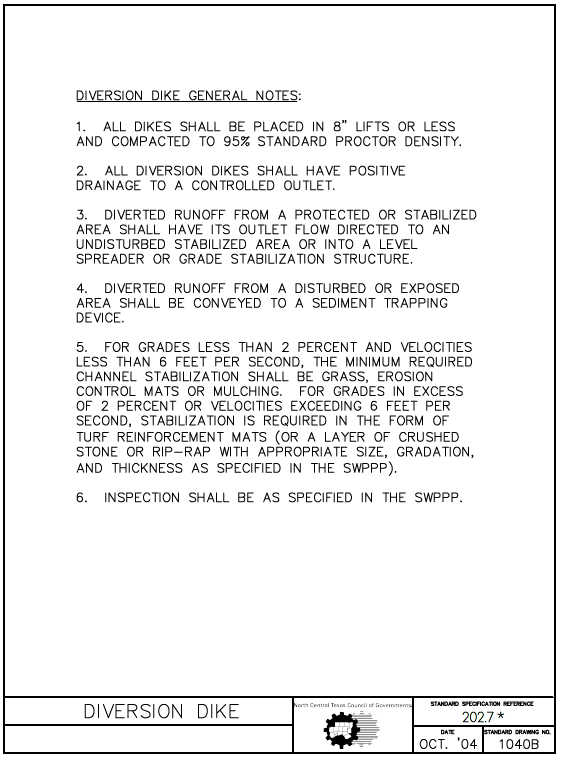 DIVERSION DIKE GENERAL NOTES:
1. ALL DIKES SHALL BE PLACED IN 8" LIFTS OR LESS
AND COMPACTED TO 95% STANDARD PROCTOR DENSITY.
2. ALL DIVERSION DIKES SHALL HAVE POSITIVE
DRAINAGE TO A CONTROLLED OUTLET.
3. DIVERTED RUNOFF FROM A PROTECTED OR STABILIZED
AREA SHALL HAVE ITS OUTLET FLOW DIRECTED TO AN
UNDISTURBED STABILIZED AREA OR INTO A LEVEL
SPREADER OR GRADE STABILIZATION STRUCTURE.
4. DIVERTED RUNOFF FROM A DISTURBED OR EXPOSED
AREA SHALL BE CONVEYED TO A SEDIMENT TRAPPING
DEVICE.
5. FOR GRADES LESS THAN 2 PERCENT AND VELOCITIES
LESS THAN 6 FEET PER SECOND, THE MINIMUM REQUIRED
CHANNEL STABILIZATION SHALL BE GRASS, EROSION
CONTROL MATS OR MULCHING. FOR GRADES IN EXCESS
OF 2 PERCENT OR VELOCITIES EXCEEDING 6 FEET PER
SECOND, STABILIZATION IS REQUIRED IN THE FORM OF
TURF REINFORCEMENT MATS (OR A LAYER OF CRUSHED
STONE OR RIP-RAP WITH APPROPRIATE SIZE, GRADATION,
AND THICKNESS AS SPECIFIED IN THE SWPPP).
6. INSPECTION SHALL BE AS SPECIFIED IN THE SWPPP.
DIVERSION DIKE
North Central Texas Council of Governments
STANDARD SPECIFICATION REFERENCE
202.7 *
DATE
OCT. '04
STANDARD DRAWING NO.
1040B